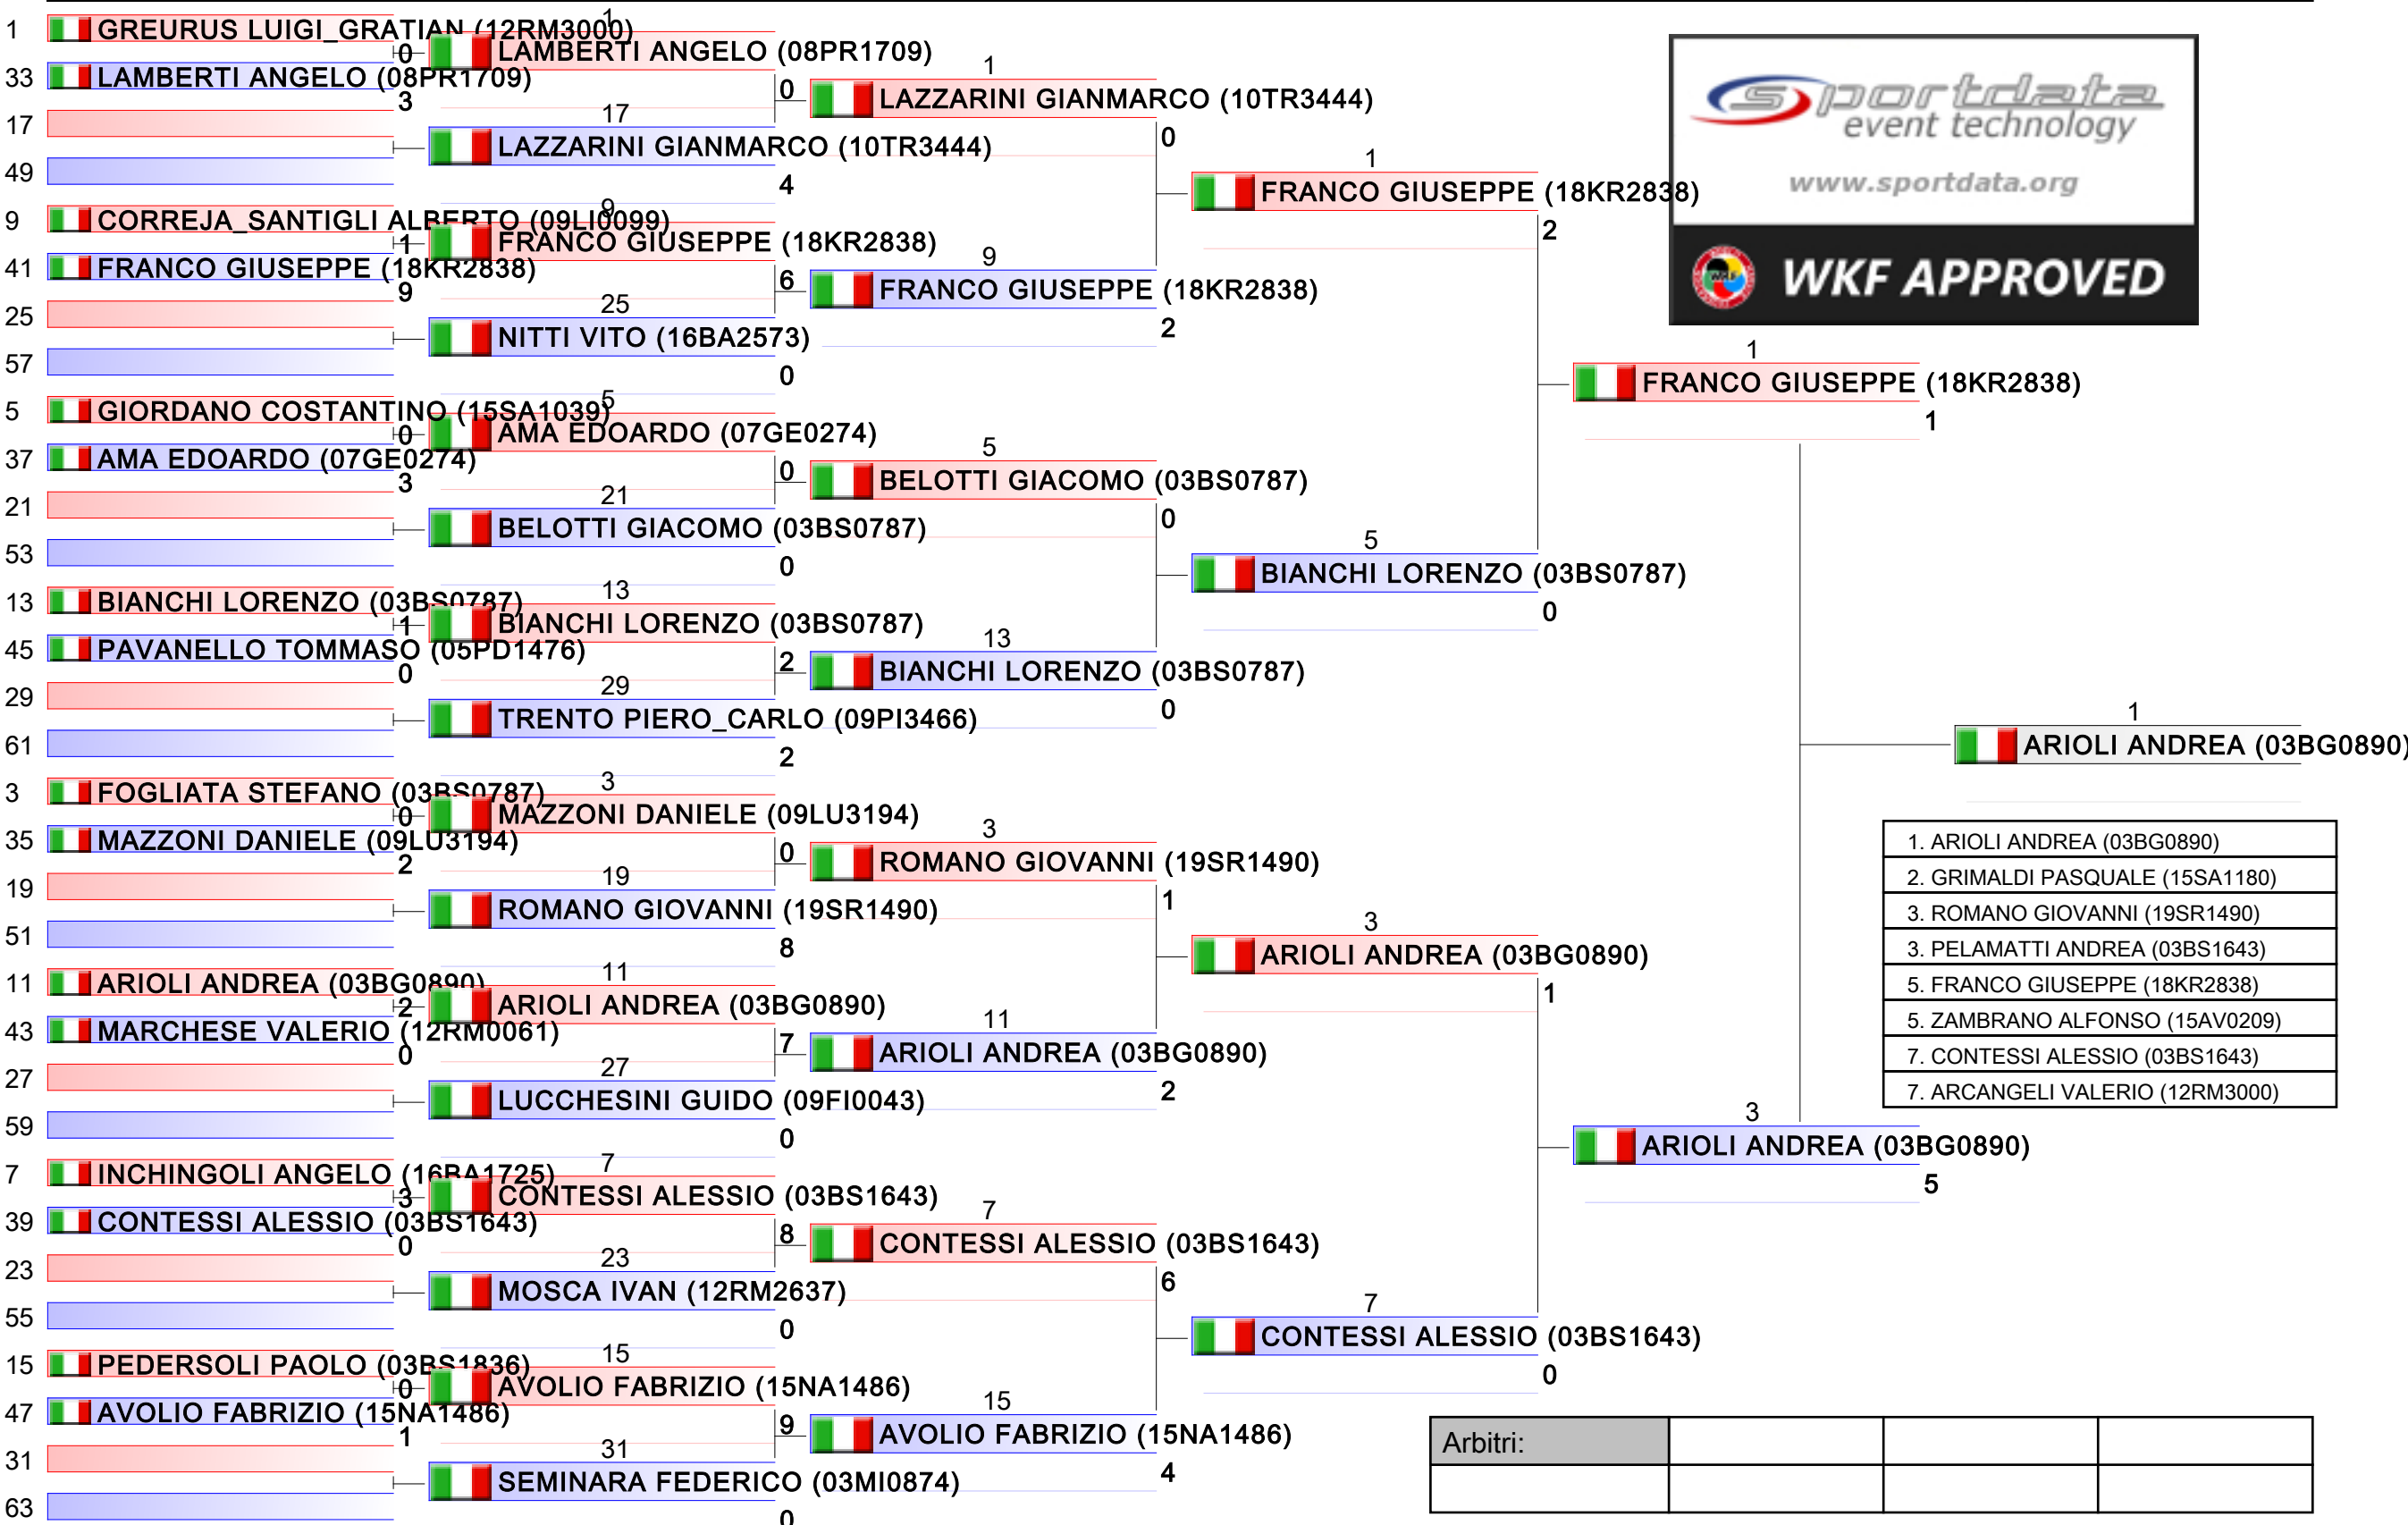 1 GREURUS LUIGI_GRATIAN (12RM3000)
0
33 LAMBERTI ANGELO (08PR1709)
3
17
49
9 CORREJA_SANTIGLI ALBERTO (09LI0099)
1
41 FRANCO GIUSEPPE (18KR2838)
9
25
57
5 GIORDANO COSTANTINO (15SA1039)
0
37 AMA EDOARDO (07GE0274)
3
21
53
13 BIANCHI LORENZO (03BS0787)
1
45 PAVANELLO TOMMASO (05PD1476)
0
29
61
3 FOGLIATA STEFANO (03BS0787)
0
35 MAZZONI DANIELE (09LU3194)
2
19
51
11 ARIOLI ANDREA (03BG0890)
2
43 MARCHESE VALERIO (12RM0061)
0
27
59
7 INCHINGOLI ANGELO (16BA1725)
3
39 CONTESSI ALESSIO (03BS1643)
0
23
55
15 PEDERSOLI PAOLO (03BS1836)
0
47 AVOLIO FABRIZIO (15NA1486)
1
31
63
1
LAMBERTI ANGELO (08PR1709)
0
17
LAZZARINI GIANMARCO (10TR3444)
4
9
FRANCO GIUSEPPE (18KR2838)
6
25
NITTI VITO (16BA2573)
0
5
AMA EDOARDO (07GE0274)
0
21
BELOTTI GIACOMO (03BS0787)
0
13
BIANCHI LORENZO (03BS0787)
2
29
TRENTO PIERO_CARLO (09PI3466)
2
3
MAZZONI DANIELE (09LU3194)
0
19
ROMANO GIOVANNI (19SR1490)
8
11
ARIOLI ANDREA (03BG0890)
7
27
LUCCHESINI GUIDO (09FI0043)
0
7
CONTESSI ALESSIO (03BS1643)
8
23
MOSCA IVAN (12RM2637)
0
15
AVOLIO FABRIZIO (15NA1486)
9
31
SEMINARA FEDERICO (03MI0874)
0
1
LAZZARINI GIANMARCO (10TR3444)
0
9
FRANCO GIUSEPPE (18KR2838)
2
5
BELOTTI GIACOMO (03BS0787)
0
13
BIANCHI LORENZO (03BS0787)
0
3
ROMANO GIOVANNI (19SR1490)
1
11
ARIOLI ANDREA (03BG0890)
2
7
CONTESSI ALESSIO (03BS1643)
6
15
AVOLIO FABRIZIO (15NA1486)
4
1
FRANCO GIUSEPPE (18KR2838)
2
5
BIANCHI LORENZO (03BS0787)
0
3
ARIOLI ANDREA (03BG0890)
1
7
CONTESSI ALESSIO (03BS1643)
0
sportdata
event technology
www.sportdata.org
WKF
WKF APPROVED
1
FRANCO GIUSEPPE (18KR2838)
1
3
ARIOLI ANDREA (03BG0890)
5
1
ARIOLI ANDREA (03BG0890)
1. ARIOLI ANDREA (03BG0890)
2. GRIMALDI PASQUALE (15SA1180)
3. ROMANO GIOVANNI (19SR1490)
3. PELAMATTI ANDREA (03BS1643)
5. FRANCO GIUSEPPE (18KR2838)
5. ZAMBRANO ALFONSO (15AV0209)
7. CONTESSI ALESSIO (03BS1643)
7. ARCANGELI VALERIO (12RM3000)
Arbitri: